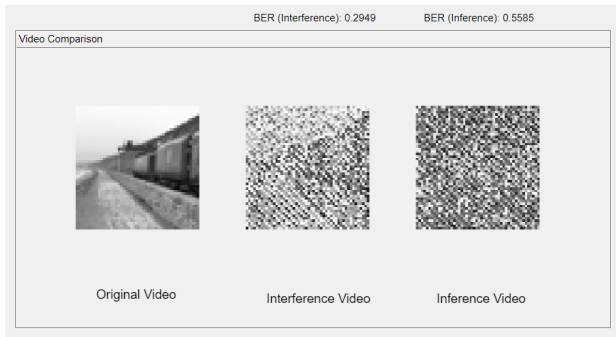 BER (Interference): 0.2949 BER (Inference): 0.5585
Video Comparison
Original Video Interference Video Inference Video